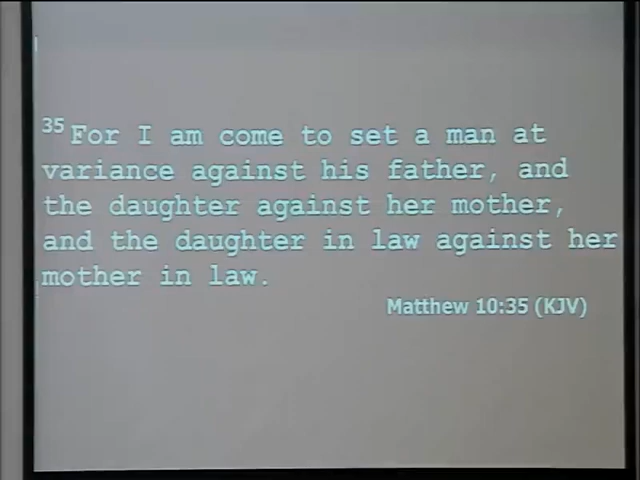 35 For I am come to set a man at
variance against his father, and
the daughter against her mother,
and the daughter in law against her
mother in law.
Matthew 10:35 (KJV)